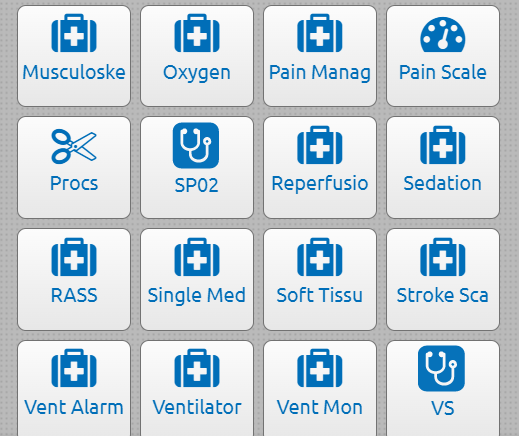 Musculoske
Oxygen
Pain Manag
Pain Scale
Procs
SP02
Reperfusio
Sedation
RASS
Single Med
Soft Tissu
Stroke Sca
Vent Alarm
Ventilator
Vent Mon
VS